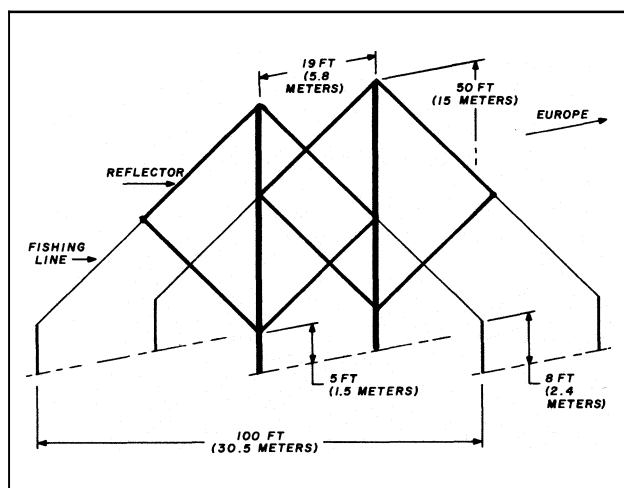 19 FT
(5.8
METERS)
50 FT
(15 METERS)
EUROPE
REFLECTOR
FISHING
LINE
5 FT
(1.5 METERS)
8 FT
(2.4
METERS)
100 FT
(30.5 METERS)